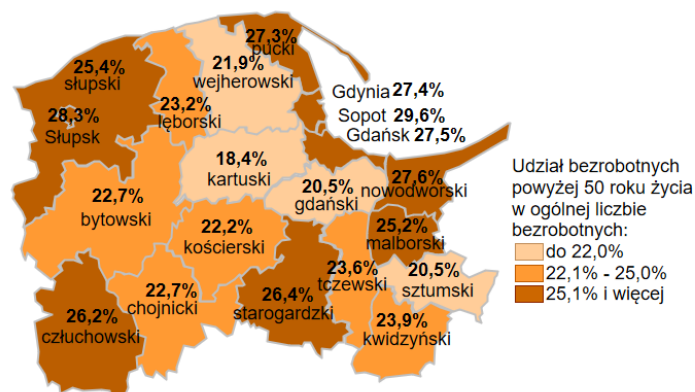 27,3%
pucki
25,4%
słupski
21,9%
wejherowski
Gdynia 27,4%
Sopot 29,6%
Gdańsk 27,5%
28,3%
Słupsk
23,2%
lęborski
18,4%
kartuski
20,5%
gdański
27,6%
nowodworski
22,7%
bytowski
22,2%
kościerski
25,2%
malborski
23,6%
tczewski
20,5%
sztumski
26,2%
człuchowski
22,7%
chojnicki
26,4%
starogardzki
23,9%
kwidzyński
Udział bezrobotnych
powyżej 50 roku życia
w ogólnej liczbie
bezrobotnych:
do 22,0%
22,1% - 25,0%
25,1% i więcej